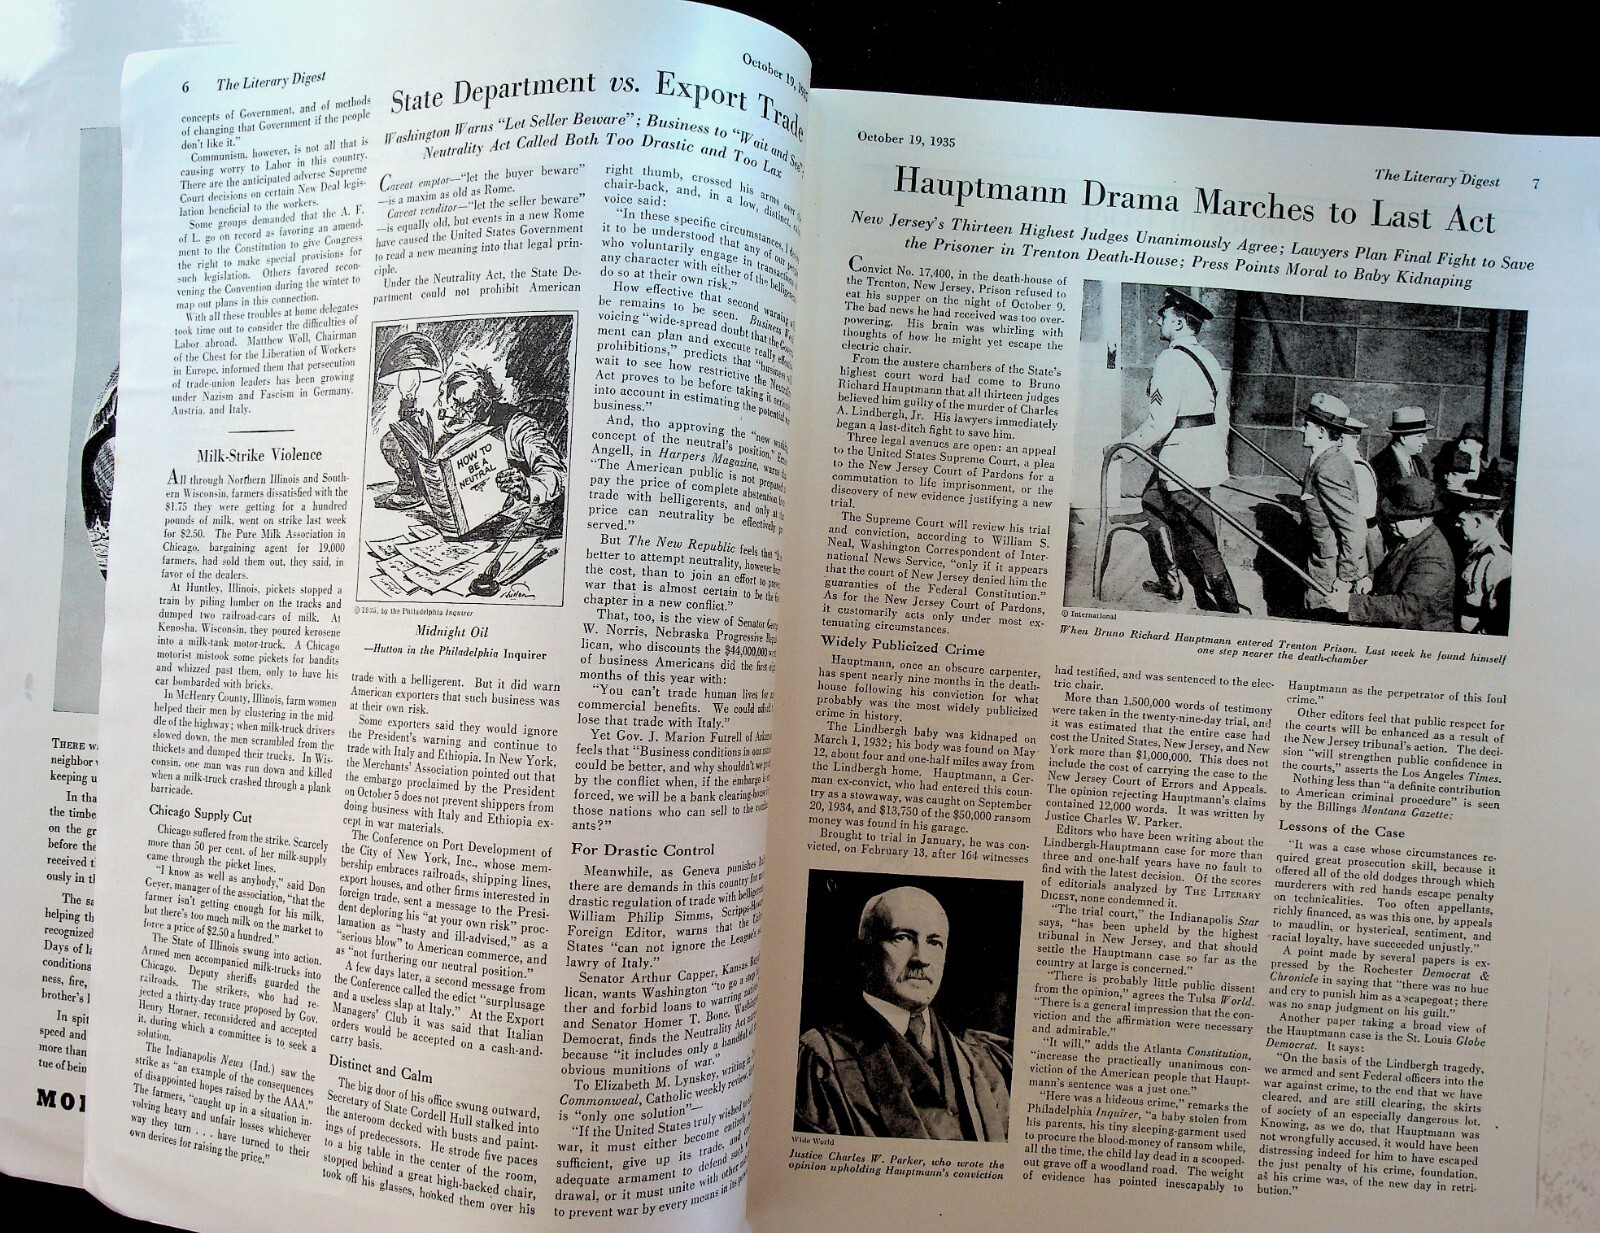 6 The Literary Digest
October 19, 1935
concepts of Government, and of methods
of changing that Government if the people
don't like it."
Communism, however, is not all that is
causing worry to Labor in this country.
There are the anticipated adverse Supreme
Court decisions on certain New Deal legis-
lation beneficial to the workers.
Some groups demanded that the A. F.
of L. go on record as favoring an amend-
ment to the Constitution to give Congress
the right to make special provisions for
such legislation. Others favored recon-
vening the Convention during the winter to
map out plans in this connection.
With all these troubles at home delegates
took time out to consider the difficulties of
Labor abroad. Matthew Woll, Chairman
of the Chest for the Liberation of Workers
in Europe, informed them that persecution
of trade-union leaders has been growing
under Nazism and Fascism in Germany,
Austria, and Italy.
Milk-Strike Violence
All through Northern Illinois and South-
ern Wisconsin, farmers dissatisfied with the
$1.75 they were getting for a hundred
pounds of milk, went on strike last week
for $2.50. The Pure Milk Association in
Chicago, bargaining agent for 19,000
farmers, had sold them out, they said, in
favor of the dealers.
At Huntley, Illinois, pickets stopped a
train by piling lumber on the tracks and
dumped two railroad-cars of milk. At
Kenosha, Wisconsin, they poured kerosene
into a milk-tank motor-truck. A Chicago
motorist mistook some pickets for bandits
and whizzed past them, only to have his
car bombarded with bricks.
In McHenry County, Illinois, farm women
helped their men by clustering in the mid-
dle of the highway; when milk-truck drivers
slowed down, the men scrambled from the
thickets and dumped their trucks. In Wis-
consin, one man was run down and killed
when a milk-truck crashed through a plank
barricade.
Chicago Supply Cut
Chicago suffered from the strike. Scarcely
more than 50 per cent. of her milk-supply
came through the picket lines.
"I know as well as anybody," said Don
Geyer, manager of the association, "that the
farmer isn't getting enough for his milk,
but there's too much milk on the market to
force a price of $2.50 a hundred."
The State of Illinois swung into action.
Armed men accompanied milk-trucks into
Chicago. Deputy sheriffs guarded the
railroads. The strikers, who had re-
jected a thirty-day truce proposed by Gov.
Henry Horner, reconsidered and accepted
it, during which a committee is to seek a
solution.
The Indianapolis News (Ind.) saw the
strike as "an example of the consequences
of disappointed hopes raised by the AAA."
The farmers, "caught up in a situation in-
volving heavy and unfair losses whichever
way they turn . . . have turned to their
own devices for raising the price."
State Department vs. Export Trade
Washington Warns "Let Seller Beware"; Business to "Wait and See";
Neutrality Act Called Both Too Drastic and Too Lax
Caveat emptor—"let the buyer beware"
—is a maxim as old as Rome.
Caveat venditor—"let the seller beware"
—is equally old, but events in a new Rome
have caused the United States Government
to read a new meaning into that legal prin-
ciple.
Under the Neutrality Act, the State De-
partment could not prohibit American
HOW TO
BE A
NEUTRAL
© 1935, by the Philadelphia Inquirer
Midnight Oil
—Hutton in the Philadelphia Inquirer
trade with a belligerent. But it did warn
American exporters that such business was
at their own risk.
Some exporters said they would ignore
the President's warning and continue to
trade with Italy and Ethiopia. In New York,
the Merchants' Association pointed out that
the embargo proclaimed by the President
on October 5 does not prevent shippers from
doing business with Italy and Ethiopia ex-
cept in war materials.
The Conference on Port Development of
the City of New York, Inc., whose mem-
bership embraces railroads, shipping lines,
export houses, and other firms interested in
foreign trade, sent a message to the Presi-
dent deploring his "at your own risk" proc-
lamation as "hasty and ill-advised," as a
"serious blow" to American commerce, and
as "not furthering our neutral position."
A few days later, a second message from
the Conference called the edict "surplusage
and a useless slap at Italy." At the Export
Managers' Club it was said that Italian
orders would be accepted on a cash-and-
carry basis.
Distinct and Calm
The big door of his office swung outward,
Secretary of State Cordell Hull stalked into
the anteroom decked with busts and paint-
ings of predecessors. He strode five paces
to a big table in the center of the room,
stopped behind a great high-backed chair,
took off his glasses, hooked them over his
right thumb, crossed his arms over the
chair-back, and, in a low, distinct,
voice said:
"In these specific circumstances, I
it to be understood that any of our people
who voluntarily engage in transactions
any character with either of the
do so at their own risk."
How effective that second warning
be remains to be seen. Business
voicing "wide-spread doubt that the
ment can plan and execute really
prohibitions," predicts that "business
wait to see how restrictive the
Act proves to be before taking it
into account in estimating the
business."
And, tho approving the "new
concept of the neutral's position,"
Angell, in Harpers Magazine,
"The American public is not prepared
pay the price of complete abstention
trade with belligerents, and only at
price can neutrality be effectively
served."
But The New Republic feels that
better to attempt neutrality, however
the cost, than to join an effort to
war that is almost certain to be the
chapter in a new conflict."
That, too, is the view of Senator
W. Norris, Nebraska Progressive
lican, who discounts the $44,000,000
of business Americans did the first
months of this year with:
"You can't trade human lives for
commercial benefits. We could
lose that trade with Italy."
Yet Gov. J. Marion Futrell of
feels that "Business conditions in our
could be better, and why shouldn't we
by the conflict when, if the embargo is
forced, we will be a bank clearing-house
those nations who can sell to the
ants?"
For Drastic Control
Meanwhile, as Geneva punishes
there are demands in this country for
drastic regulation of trade with
William Philip Simms,
Foreign Editor, warns that the
States "can not ignore the League's
lawry of Italy."
Senator Arthur Capper, Kansas
lican, wants Washington "to go a step
ther and forbid loans to warring
and Senator Homer T. Bone,
Democrat, finds the Neutrality Act
because "it includes only a handful of
obvious munitions of war."
To Elizabeth M. Lynskey, writing in
Commonweal, Catholic weekly review,
is "only one solution"—
"If the United States truly wished
war, it must either become
sufficient, give up its trade, and
adequate armament to defend
drawal, or it must unite with other
to prevent war by every means in its
October 19, 1935
The Literary Digest 7
Hauptmann Drama Marches to Last Act
New Jersey's Thirteen Highest Judges Unanimously Agree; Lawyers Plan Final Fight to Save
the Prisoner in Trenton Death-House; Press Points Moral to Baby Kidnaping
Convict No. 17,400, in the death-house of
the Trenton, New Jersey, Prison refused to
eat his supper on the night of October 9.
The bad news he had received was too over-
powering. His brain was whirling with
thoughts of how he might yet escape the
electric chair.
From the austere chambers of the State's
highest court word had come to Bruno
Richard Hauptmann that all thirteen judges
believed him guilty of the murder of Charles
A. Lindbergh, Jr. His lawyers immediately
began a last-ditch fight to save him.
Three legal avenues are open: an appeal
to the United States Supreme Court, a plea
to the New Jersey Court of Pardons for a
commutation to life imprisonment, or the
discovery of new evidence justifying a new
trial.
The Supreme Court will review his trial
and conviction, according to William S.
Neal, Washington Correspondent of Inter-
national News Service, "only if it appears
that the court of New Jersey denied him the
guaranties of the Federal Constitution."
As for the New Jersey Court of Pardons,
it customarily acts only under most ex-
tenuating circumstances.
Widely Publicized Crime
Hauptmann, once an obscure carpenter,
has spent nearly nine months in the death-
house following his conviction for what
probably was the most widely publicized
crime in history.
The Lindbergh baby was kidnaped on
March 1, 1932; his body was found on May
12, about four and one-half miles away from
the Lindbergh home. Hauptmann, a Ger-
man ex-convict, who had entered this coun-
try as a stowaway, was caught on September
20, 1934, and $13,750 of the $50,000 ransom
money was found in his garage.
Brought to trial in January, he was con-
victed, on February 13, after 164 witnesses
Wide World
Justice Charles W. Parker, who wrote the
opinion upholding Hauptmann's conviction
© International
When Bruno Richard Hauptmann entered Trenton Prison. Last week he found himself
one step nearer the death-chamber
had testified, and was sentenced to the elec-
tric chair.
More than 1,500,000 words of testimony
were taken in the twenty-nine-day trial, and
it was estimated that the entire case had
cost the United States, New Jersey, and New
York more than $1,000,000. This does not
include the cost of carrying the case to the
New Jersey Court of Errors and Appeals.
The opinion rejecting Hauptmann's claims
contained 12,000 words. It was written by
Justice Charles W. Parker.
Editors who have been writing about the
Lindbergh-Hauptmann case for more than
three and one-half years have no fault to
find with the latest decision. Of the scores
of editorials analyzed by THE LITERARY
DIGEST, none condemned it.
"The trial court," the Indianapolis Star
says, "has been upheld by the highest
tribunal in New Jersey, and that should
settle the Hauptmann case so far as the
country at large is concerned."
"There is probably little public dissent
from the opinion," agrees the Tulsa World.
"There is a general impression that the con-
viction and the affirmation were necessary
and admirable."
"It will," adds the Atlanta Constitution,
"increase the practically unanimous con-
viction of the American people that Haupt-
mann's sentence was a just one."
"Here was a hideous crime," remarks the
Philadelphia Inquirer, "a baby stolen from
his parents, his tiny sleeping-garment used
to procure the blood-money of ransom while,
all the time, the child lay dead in a scooped-
out grave off a woodland road. The weight
of evidence has pointed inescapably to
Hauptmann as the perpetrator of this foul
crime."
Other editors feel that public respect for
the courts will be enhanced as a result of
the New Jersey tribunal's action. The deci-
sion "will strengthen public confidence in
the courts," asserts the Los Angeles Times.
Nothing less than "a definite contribution
to American criminal procedure" is seen
by the Billings Montana Gazette:
Lessons of the Case
"It was a case whose circumstances re-
quired great prosecution skill, because it
offered all of the old dodges through which
murderers with red hands escape penalty
on technicalities. Too often appellants,
richly financed, as was this one, by appeals
to maudlin, or hysterical, sentiment, and
racial loyalty, have succeeded unjustly."
A point made by several papers is ex-
pressed by the Rochester Democrat &
Chronicle in saying that "there was no hue
and cry to punish him as a scapegoat; there
was no snap judgment on his guilt."
Another paper taking a broad view of
the Hauptmann case is the St. Louis Globe
Democrat. It says:
"On the basis of the Lindbergh tragedy,
we armed and sent Federal officers into the
war against crime, to the end that we have
cleared, and are still clearing, the skirts
of society of an especially dangerous lot.
Knowing, as we do, that Hauptmann was
not wrongfully accused, it would have been
distressing indeed for him to have escaped
the just penalty of his crime, foundation,
as his crime was, of the new day in retri-
bution."
THERE
neighbor
keeping
In
the
on the
before the
received
ously in
The
helping
recognized
Days of
conditions
ness, fire,
brother's
In
speed and
more than
tue of